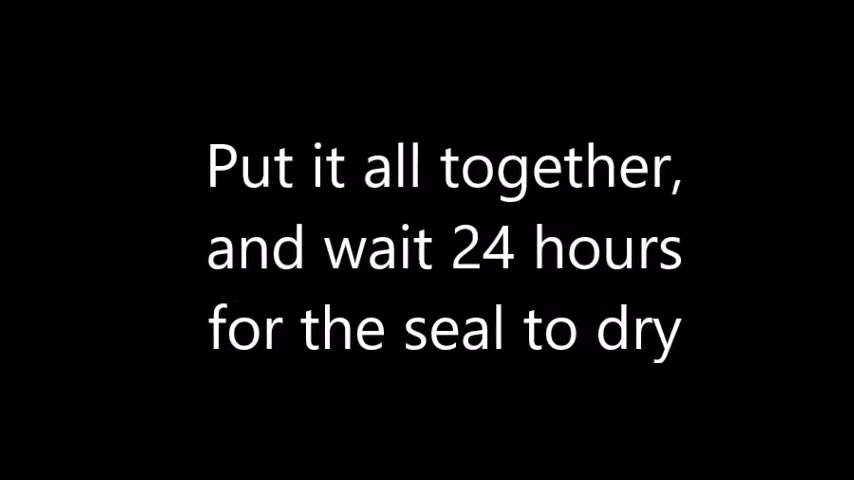 Put it all together,
and wait 24 hours
for the seal to dry